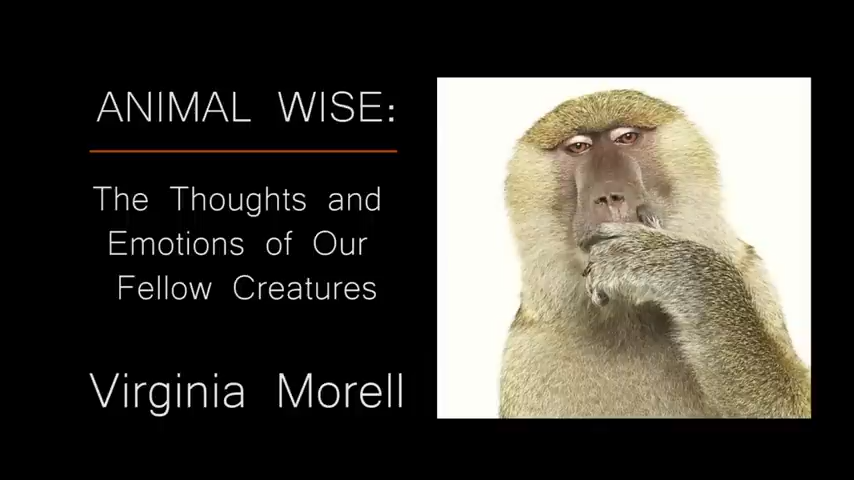 ANIMAL WISE:
The Thoughts and
Emotions of Our
Fellow Creatures
Virginia Morell